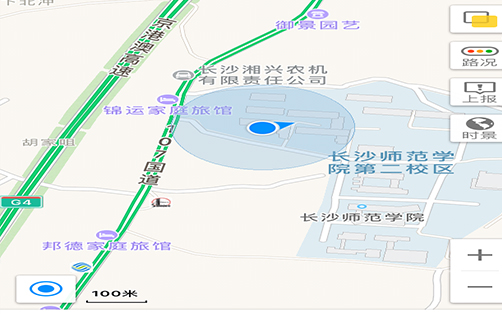 下北冲
御景园艺
京港澳高速
长沙湘兴农机
有限责任公司
路况
锦运家庭旅馆
上报
107国道
胡家咀
时景
长沙师范学
院第二校区
G4
长沙师范学院
邦德家庭旅馆
100米